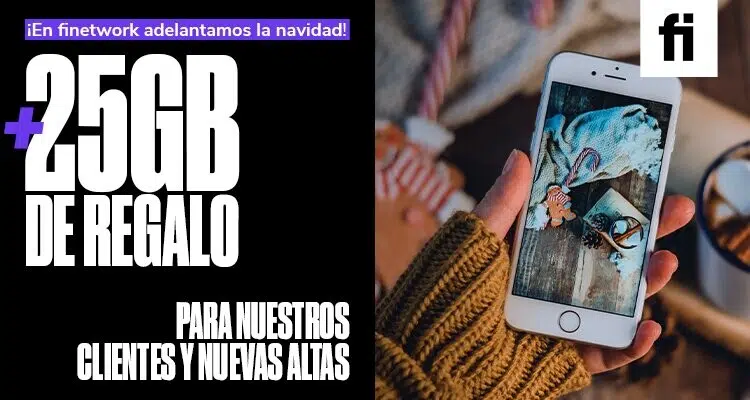 ¡En finetwork adelantamos la navidad!
+25GB
DE REGALO
PARA NUESTROS
CLIENTES Y NUEVAS ALTAS
fi